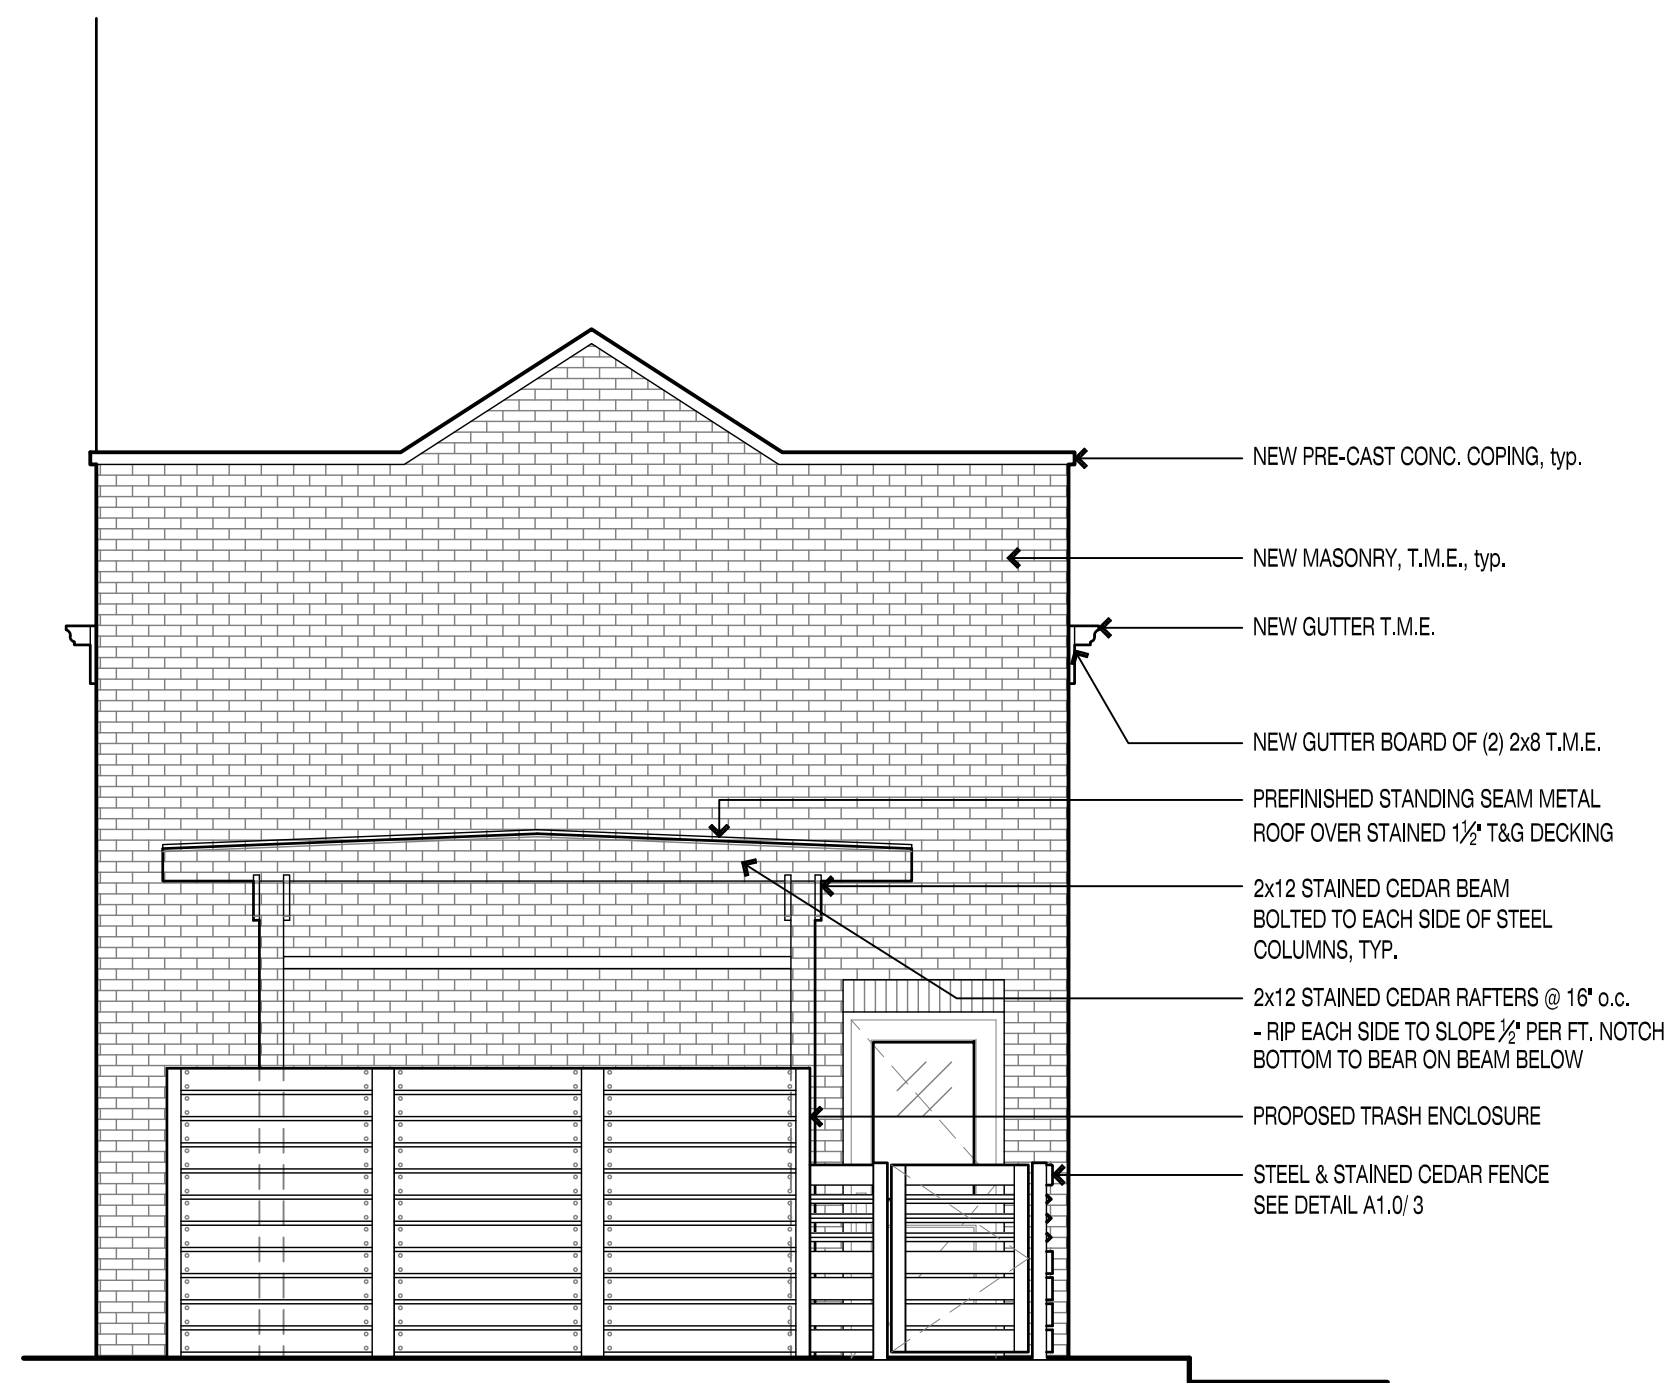 NEW PRE-CAST CONC. COPING, typ.
NEW MASONRY, T.M.E., typ.
NEW GUTTER T.M.E.
NEW GUTTER BOARD OF (2) 2x8 T.M.E.
PREFINISHED STANDING SEAM METAL
ROOF OVER STAINED 1½" T&G DECKING
2x12 STAINED CEDAR BEAM
BOLTED TO EACH SIDE OF STEEL
COLUMNS, TYP.
2x12 STAINED CEDAR RAFTERS @ 16" o.c.
- RIP EACH SIDE TO SLOPE ½" PER FT. NOTCH
BOTTOM TO BEAR ON BEAM BELOW
PROPOSED TRASH ENCLOSURE
STEEL & STAINED CEDAR FENCE
SEE DETAIL A1.0/ 3